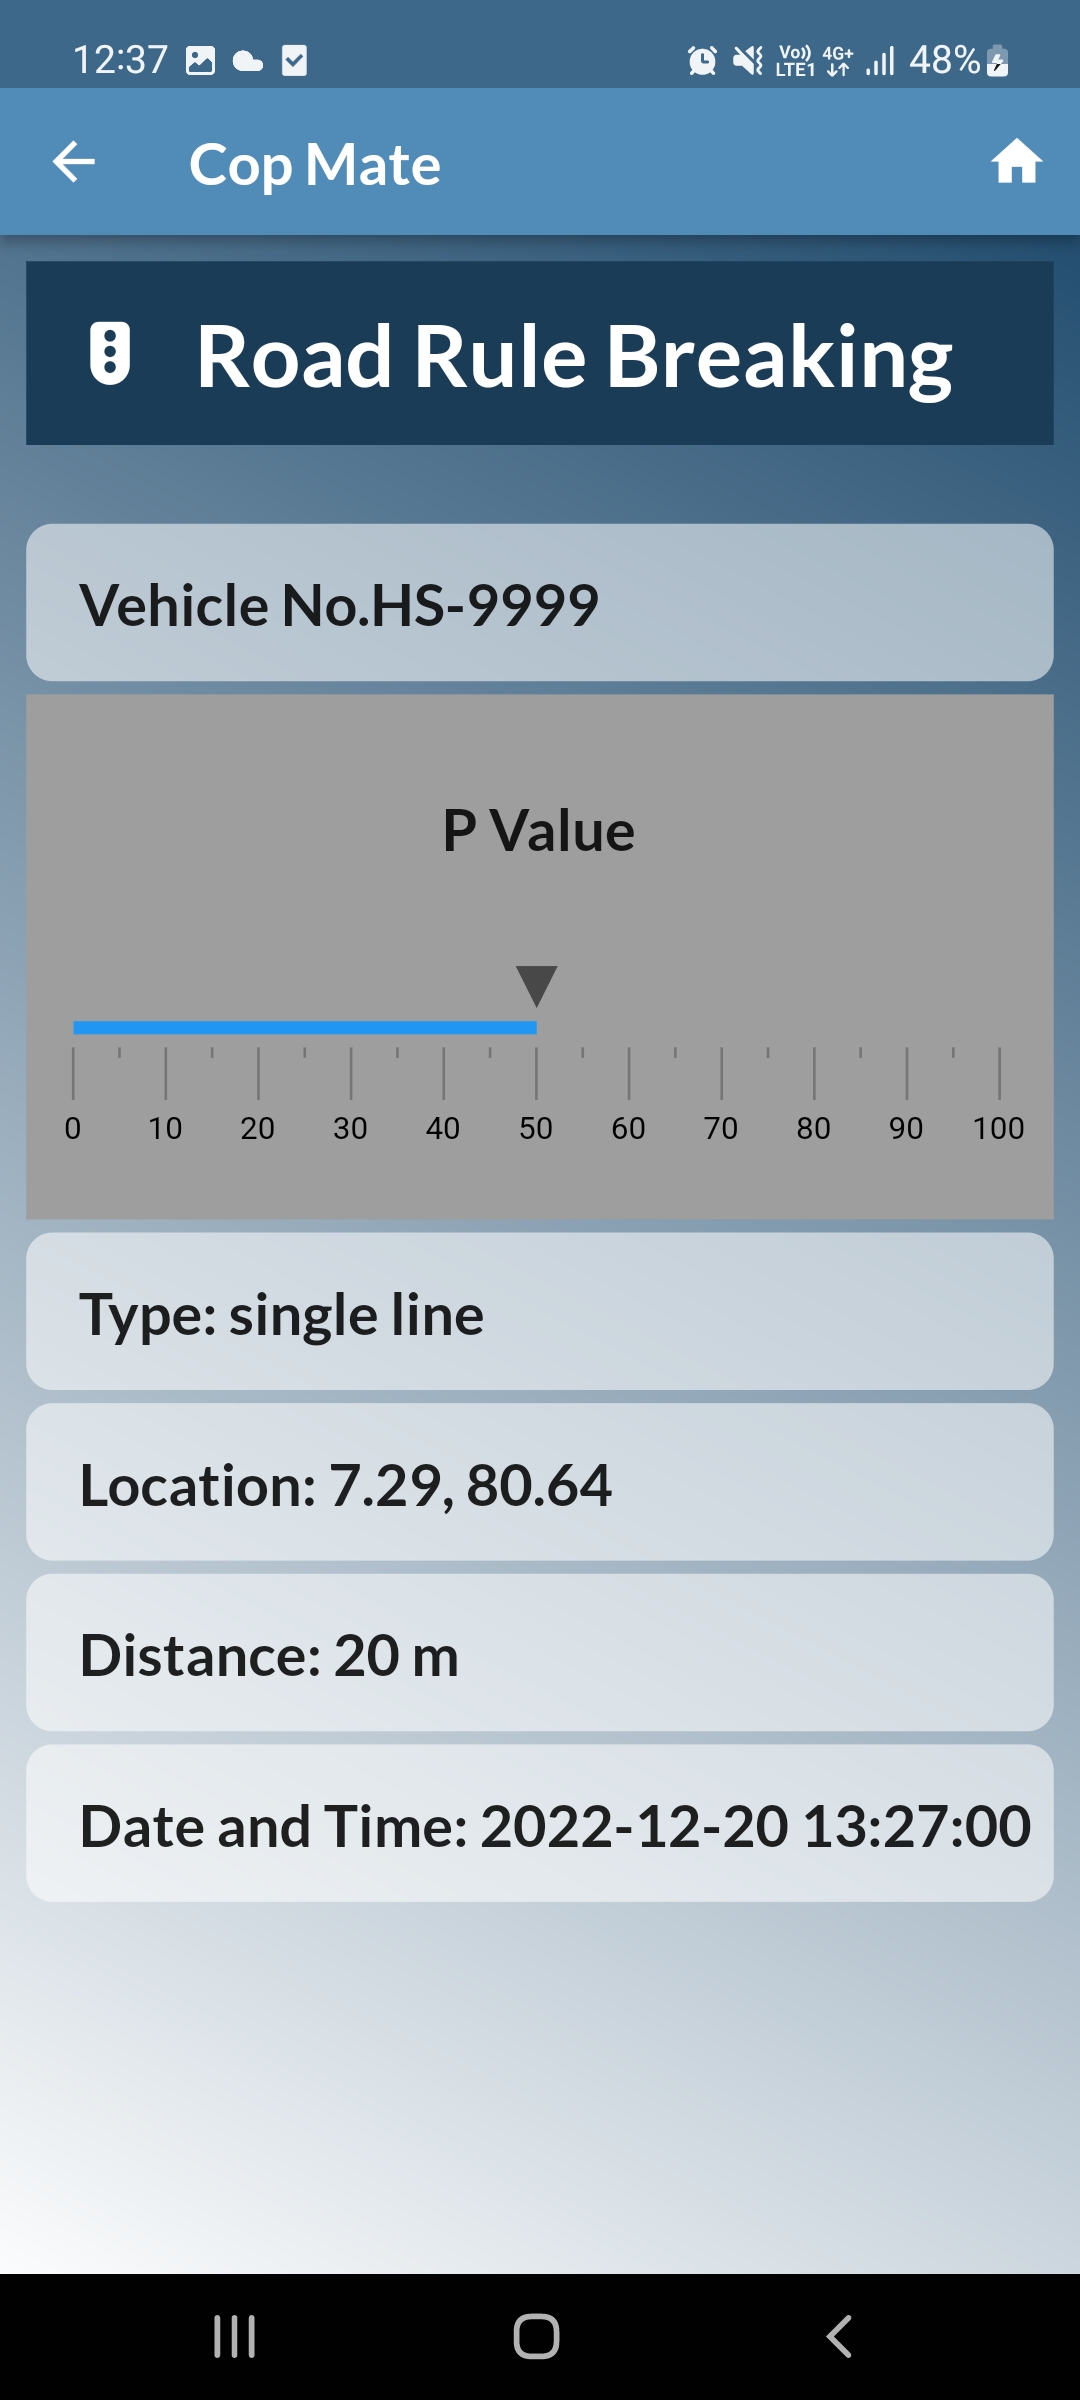 12:37 Vo)) LTE1 4G+ 48%
Cop Mate
Road Rule Breaking
Vehicle No.HS-9999
P Value
0 10 20 30 40 50 60 70 80 90 100
Type: single line
Location: 7.29, 80.64
Distance: 20 m
Date and Time: 2022-12-20 13:27:00